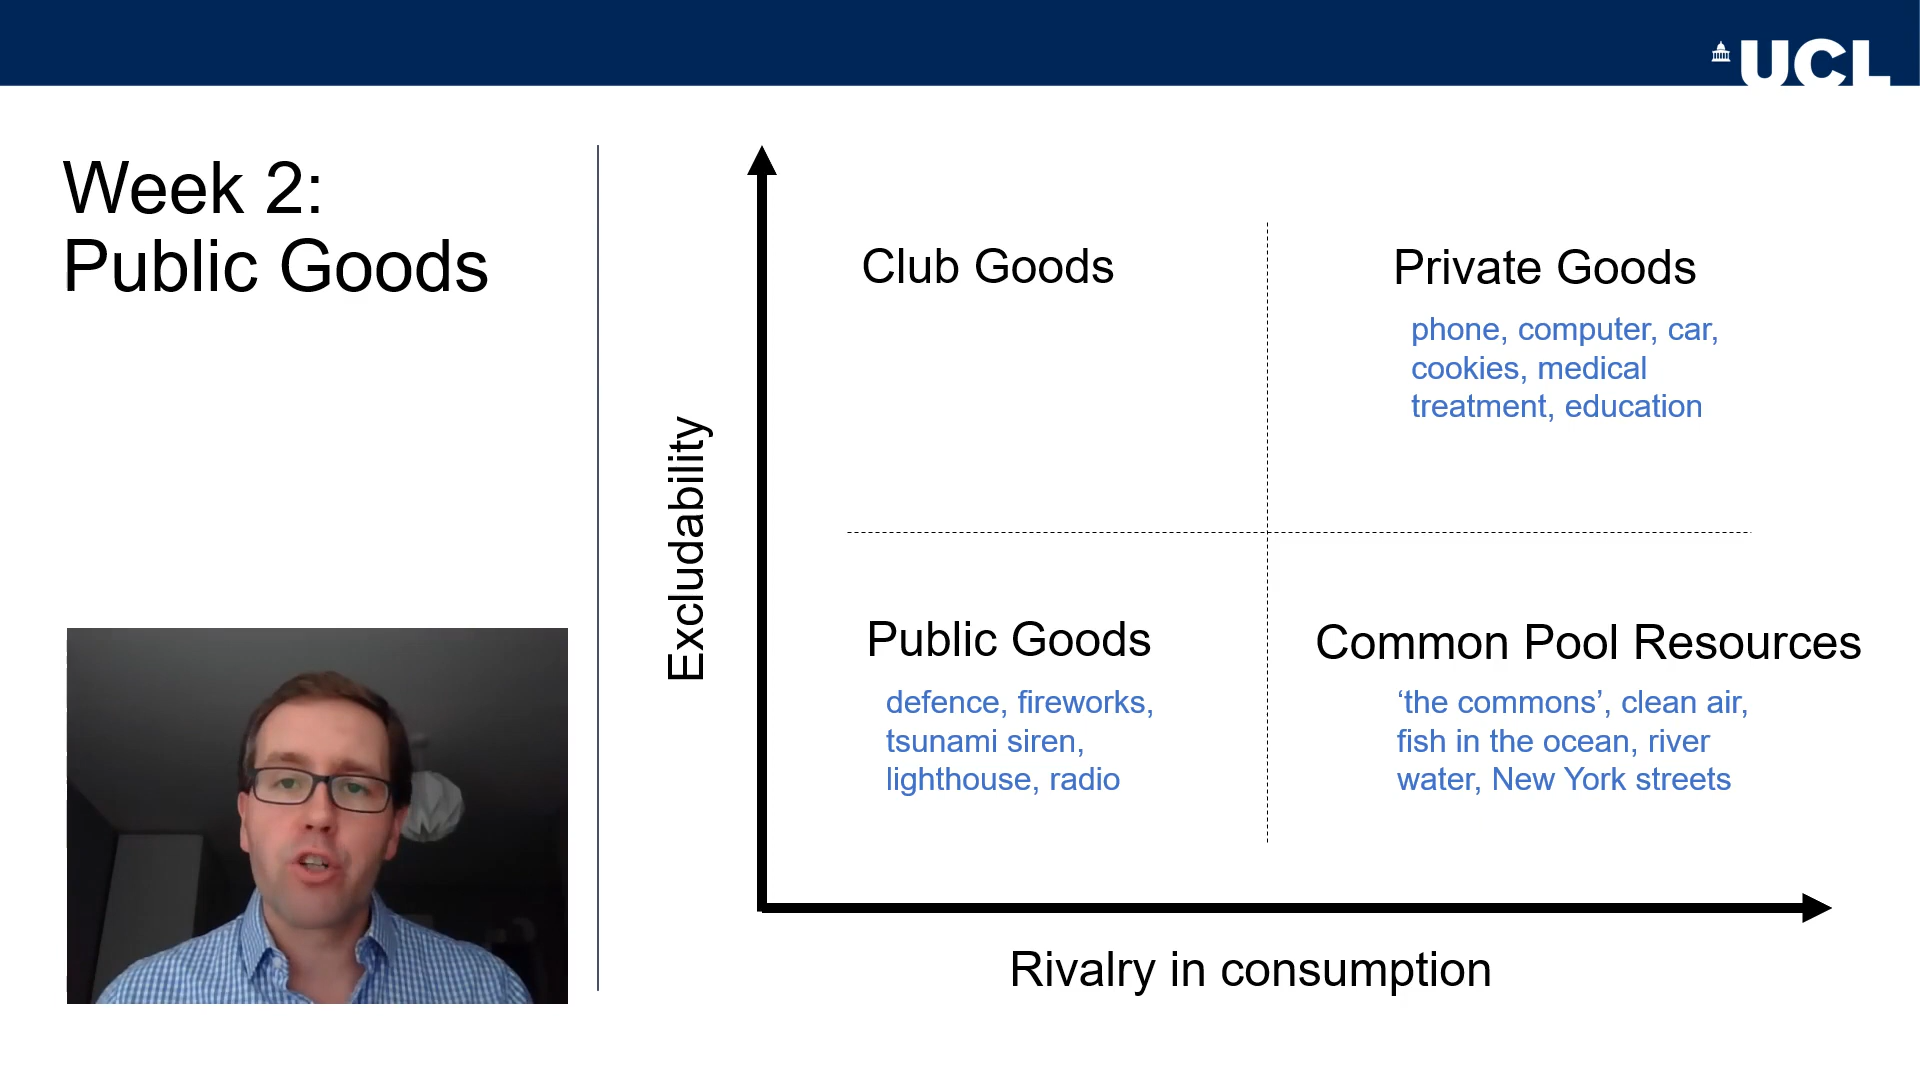 UCL
Week 2:
Public Goods
Excludability
Club Goods
Private Goods
phone, computer, car,
cookies, medical
treatment, education
Public Goods
defence, fireworks,
tsunami siren,
lighthouse, radio
Common Pool Resources
‘the commons’, clean air,
fish in the ocean, river
water, New York streets
Rivalry in consumption